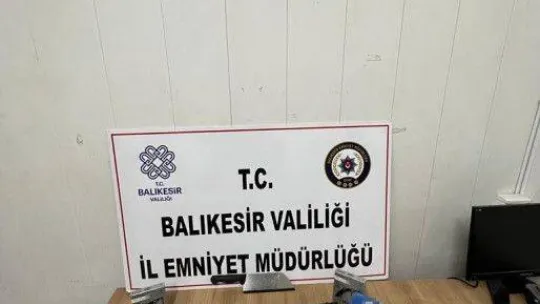 T.C.
BALIKESİR
VALİLİĞİ
T.C.
BALIKESİR VALİLİĞİ
İL EMNİYET MÜDÜRLÜĞÜ